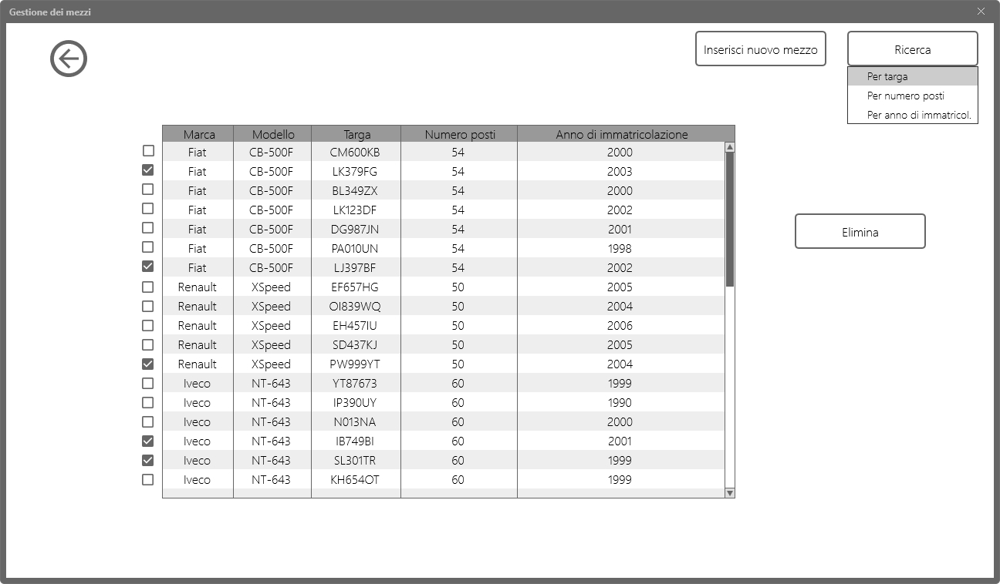 Gestione dei mezzi
Inserisci nuovo mezzo
Ricerca
Per targa
Per numero posti
Per anno di immatricol.
Marca Modello Targa Numero posti Anno di immatricolazione
Fiat CB-500F CM600KB 54 2000
Fiat CB-500F LK379FG 54 2003
Fiat CB-500F BL349ZX 54 2000
Fiat CB-500F LK123DF 54 2002
Fiat CB-500F DG987JN 54 2001
Fiat CB-500F PA010UN 54 1998
Fiat CB-500F LJ397BF 54 2002
Renault XSpeed EF657HG 50 2005
Renault XSpeed OI839WQ 50 2004
Renault XSpeed EH457IU 50 2006
Renault XSpeed SD437KJ 50 2005
Renault XSpeed PW999YT 50 2004
Iveco NT-643 YT87673 60 1999
Iveco NT-643 IP390UY 60 1990
Iveco NT-643 N013NA 60 2000
Iveco NT-643 IB749BI 60 2001
Iveco NT-643 SL301TR 60 1999
Iveco NT-643 KH654OT 60 1999
Elimina